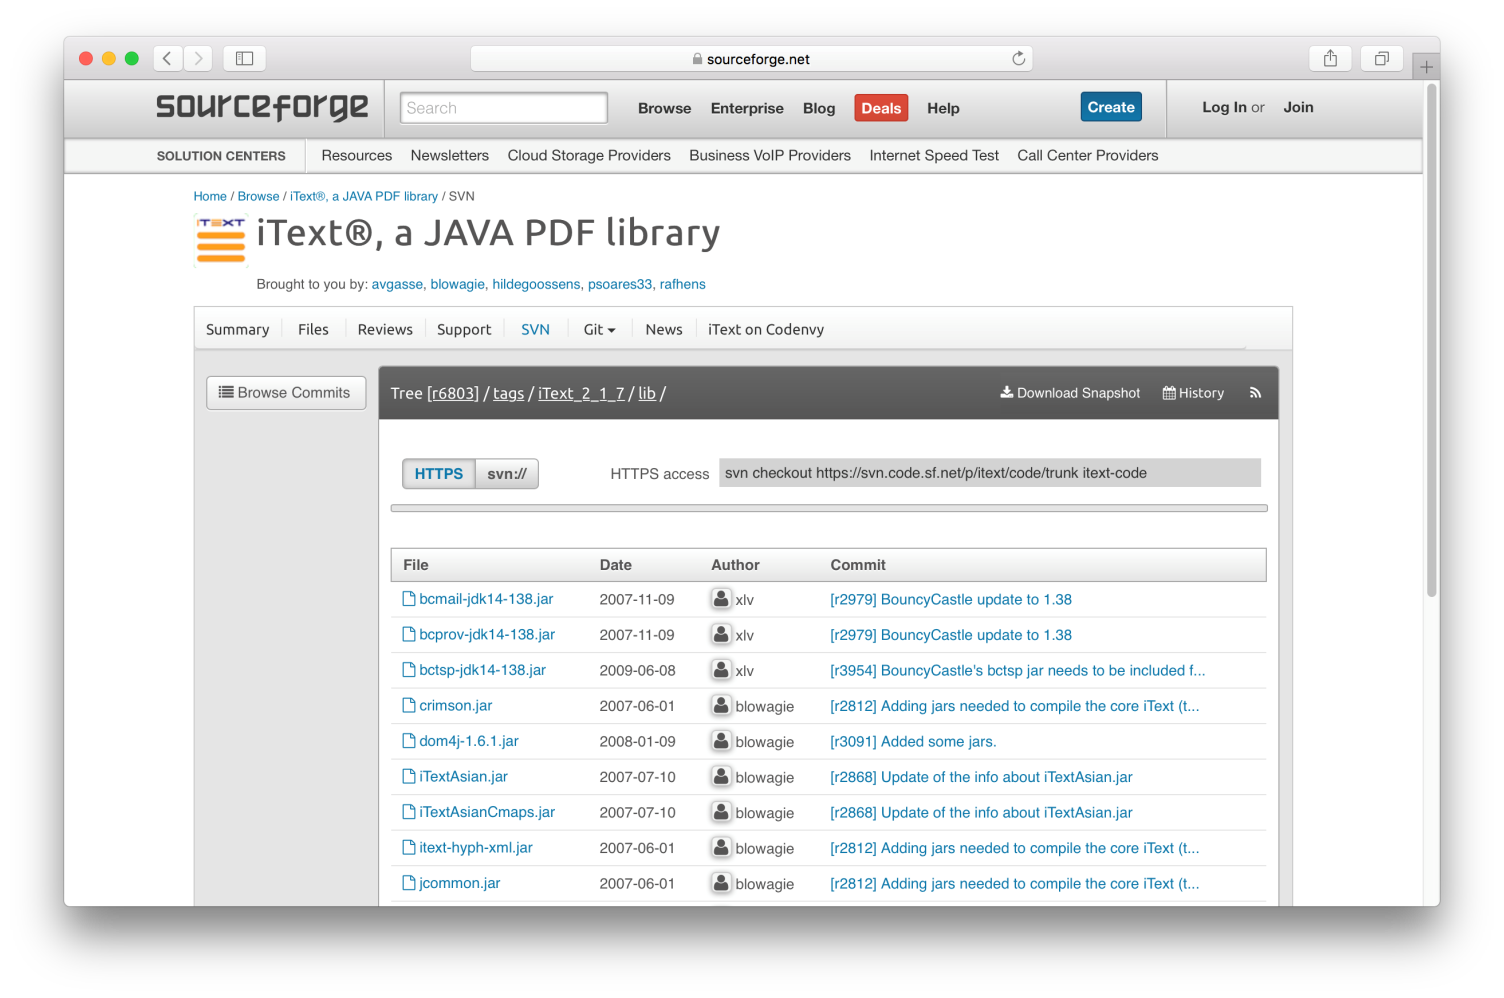 sourceforge.net
sourceforge Search Browse Enterprise Blog Deals Help Create Log In or Join
SOLUTION CENTERS Resources Newsletters Cloud Storage Providers Business VoIP Providers Internet Speed Test Call Center Providers
Home / Browse / iText®, a JAVA PDF library / SVN
iTEXT
iText®, a JAVA PDF library
Brought to you by: avgasse, blowagie, hildegoossens, psoares33, rafhens
Summary Files Reviews Support SVN Git News iText on Codenvy
Browse Commits Tree [r6803] / tags / iText_2_1_7 / lib / Download Snapshot History
HTTPS svn:// HTTPS access svn checkout https://svn.code.sf.net/p/itext/code/trunk itext-code
File Date Author Commit
bcmail-jdk14-138.jar 2007-11-09 xlv [r2979] BouncyCastle update to 1.38
bcprov-jdk14-138.jar 2007-11-09 xlv [r2979] BouncyCastle update to 1.38
bctsp-jdk14-138.jar 2009-06-08 xlv [r3954] BouncyCastle's bctsp jar needs to be included f...
crimson.jar 2007-06-01 blowagie [r2812] Adding jars needed to compile the core iText (t...
dom4j-1.6.1.jar 2008-01-09 blowagie [r3091] Added some jars.
iTextAsian.jar 2007-07-10 blowagie [r2868] Update of the info about iTextAsian.jar
iTextAsianCmaps.jar 2007-07-10 blowagie [r2868] Update of the info about iTextAsian.jar
itext-hyph-xml.jar 2007-06-01 blowagie [r2812] Adding jars needed to compile the core iText (t...
jcommon.jar 2007-06-01 blowagie [r2812] Adding jars needed to compile the core iText (t...